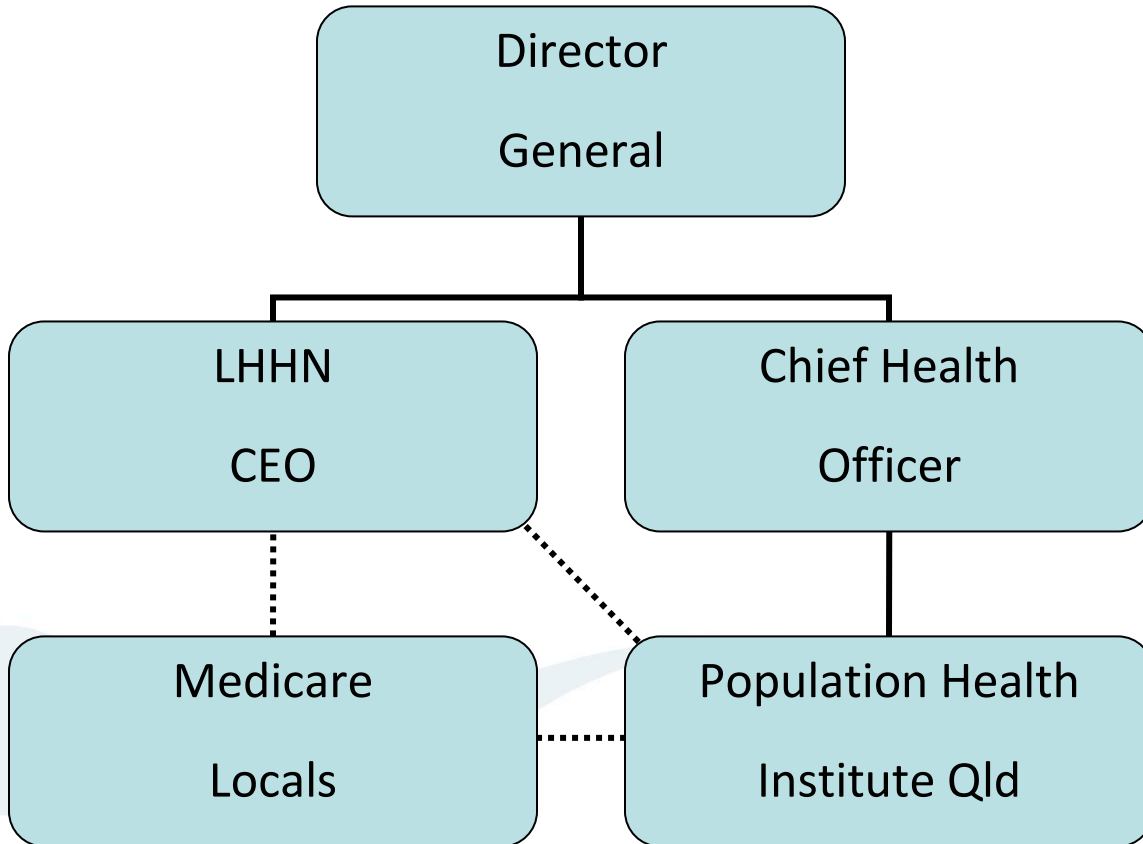 Director
General
LHHN
CEO
Chief Health
Officer
Medicare
Locals
Population Health
Institute Qld